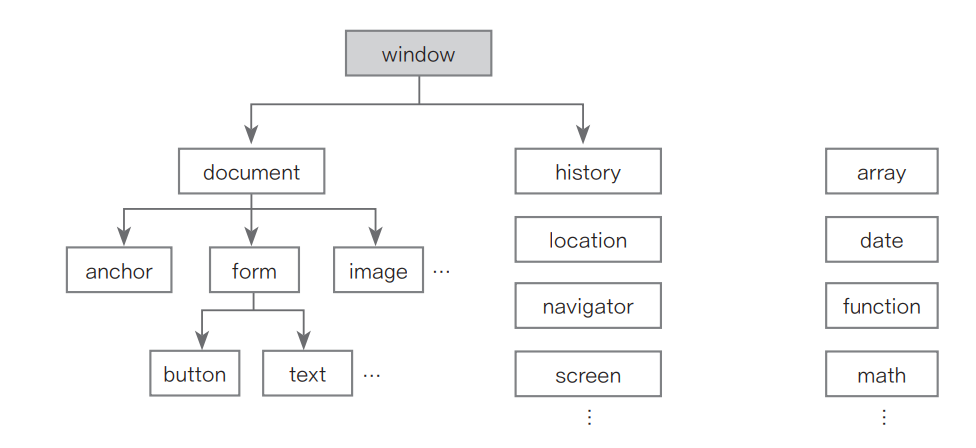 window
document
history
array
location
date
anchor
form
image
...
navigator
function
button
text
...
screen
math
⋮
⋮